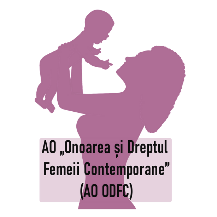 AO „Onoarea și Dreptul
Femeii Contemporane”
(AO ODFC)